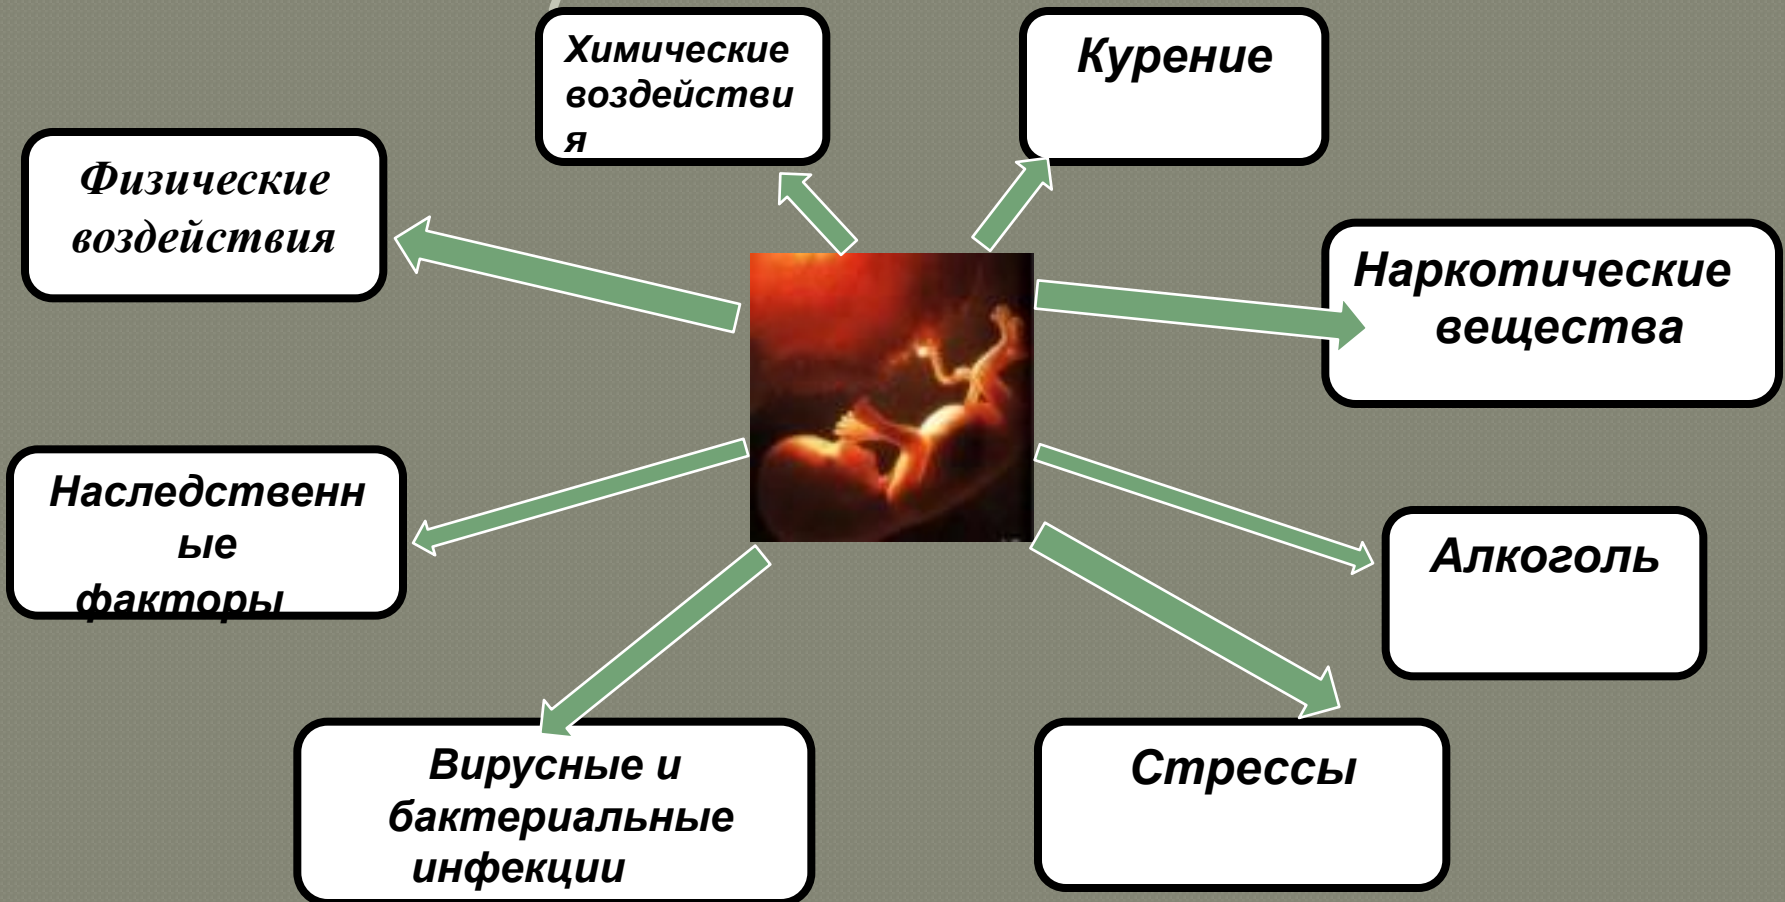 Химические
воздействи
я
Курение
Физические
воздействия
Наркотические
вещества
Наследственн
ые
факторы
Алкоголь
Вирусные и
бактериальные
инфекции
Стрессы